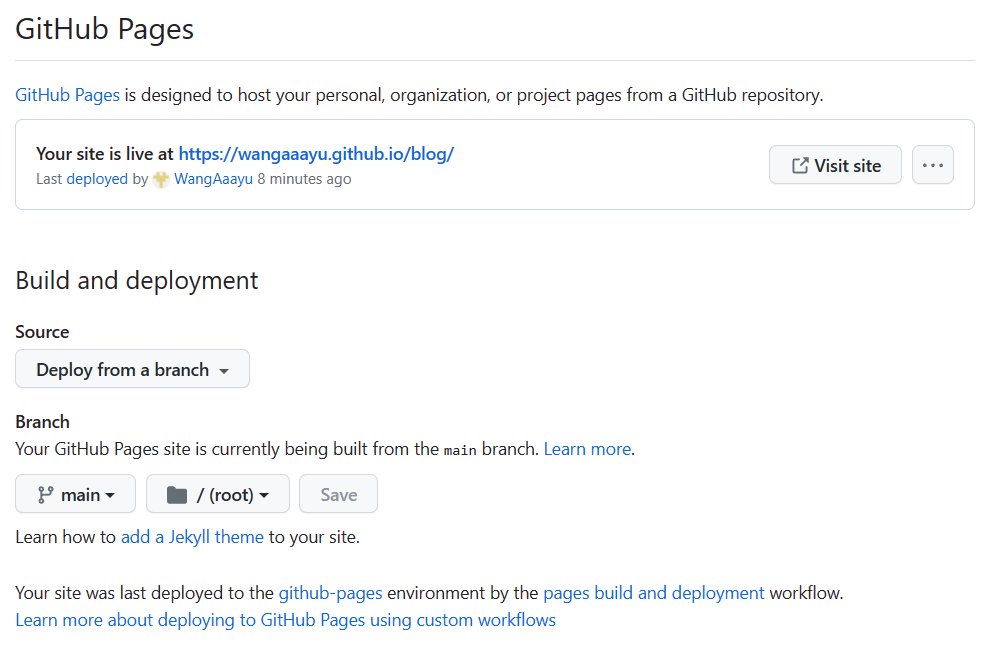 GitHub Pages
GitHub Pages is designed to host your personal, organization, or project pages from a GitHub repository.
Your site is live at https://wangaaayu.github.io/blog/
Last deployed by WangAaayu 8 minutes ago
Visit site
Build and deployment
Source
Deploy from a branch
Branch
Your GitHub Pages site is currently being built from the main branch. Learn more.
main
/ (root)
Save
Learn how to add a Jekyll theme to your site.
Your site was last deployed to the github-pages environment by the pages build and deployment workflow.
Learn more about deploying to GitHub Pages using custom workflows